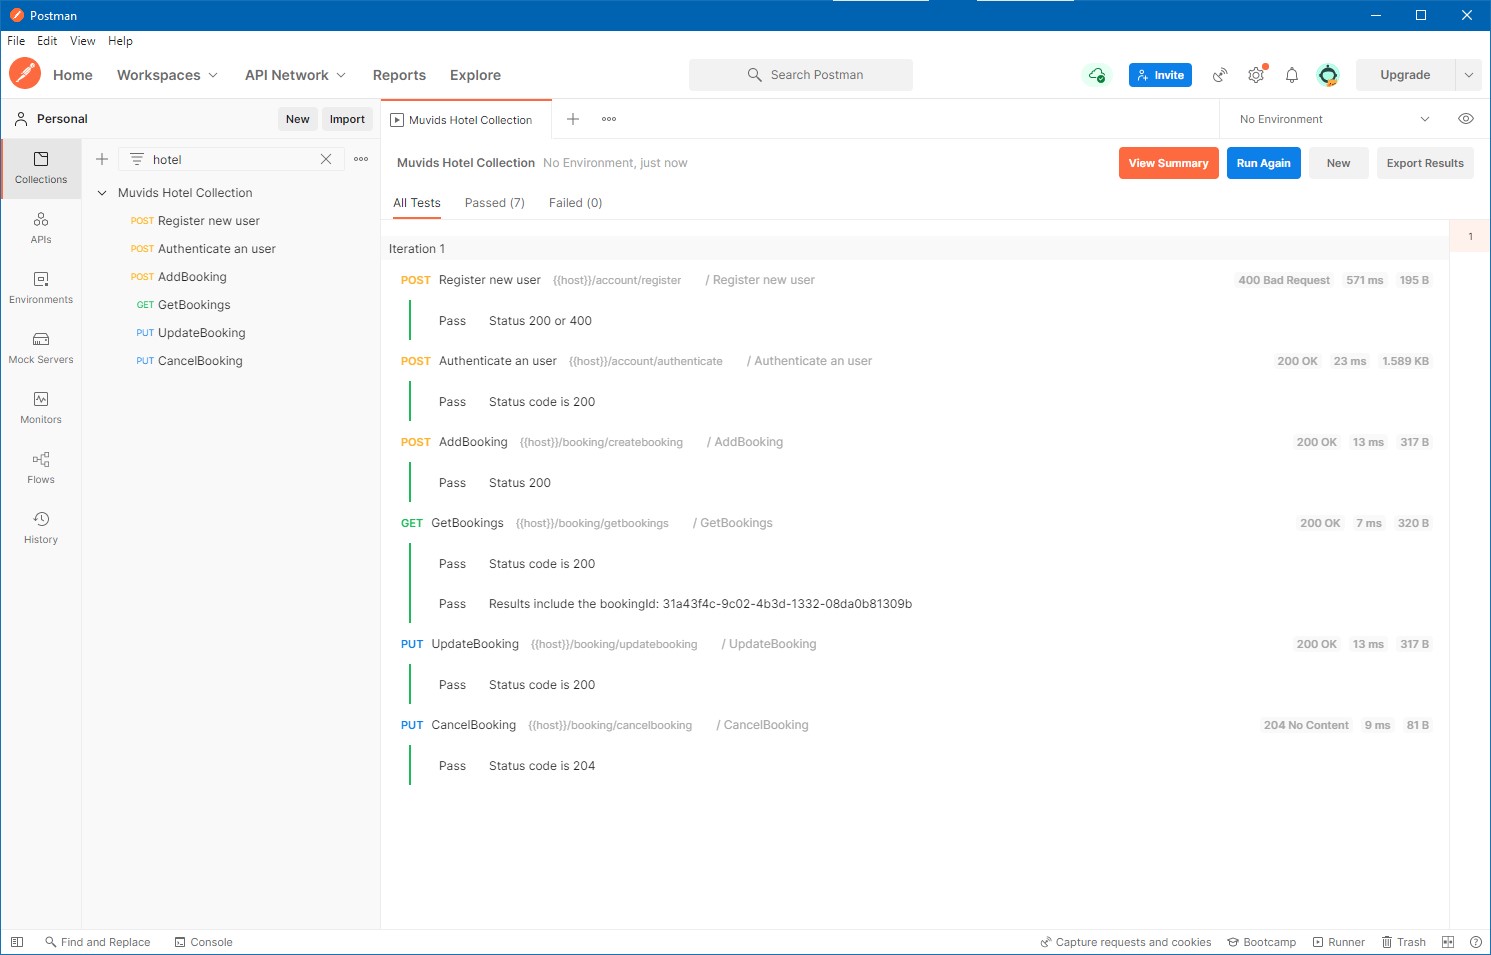 Postman
File Edit View Help
Home Workspaces API Network Reports Explore Search Postman Invite Upgrade
Personal New Import Muvids Hotel Collection No Environment
hotel
Collections
APIs
Environments
Mock Servers
Monitors
Flows
History
Muvids Hotel Collection
POST Register new user
POST Authenticate an user
POST AddBooking
GET GetBookings
PUT UpdateBooking
PUT CancelBooking
Muvids Hotel Collection No Environment, just now View Summary Run Again New Export Results
All Tests Passed (7) Failed (0)
1
Iteration 1
POST Register new user {{host}}/account/register / Register new user 400 Bad Request 571 ms 195 B
Pass Status 200 or 400
POST Authenticate an user {{host}}/account/authenticate / Authenticate an user 200 OK 23 ms 1.589 KB
Pass Status code is 200
POST AddBooking {{host}}/booking/createbooking / AddBooking 200 OK 13 ms 317 B
Pass Status 200
GET GetBookings {{host}}/booking/getbookings / GetBookings 200 OK 7 ms 320 B
Pass Status code is 200
Pass Results include the bookingId: 31a43f4c-9c02-4b3d-1332-08da0b81309b
PUT UpdateBooking {{host}}/booking/updatebooking / UpdateBooking 200 OK 13 ms 317 B
Pass Status code is 200
PUT CancelBooking {{host}}/booking/cancelbooking / CancelBooking 204 No Content 9 ms 81 B
Pass Status code is 204
Find and Replace Console Capture requests and cookies Bootcamp Runner Trash